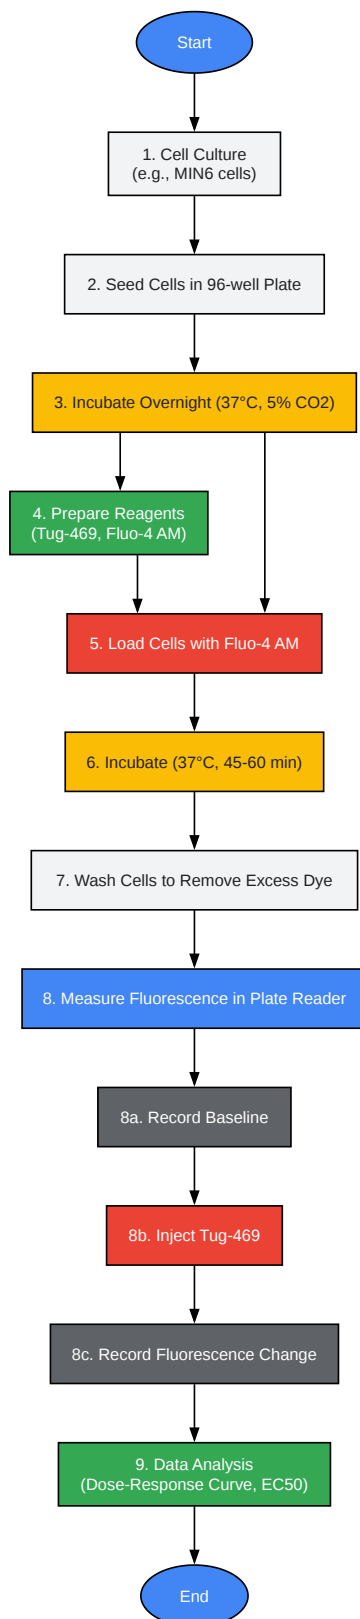 Start
1. Cell Culture
(e.g., MIN6 cells)
2. Seed Cells in 96-well Plate
3. Incubate Overnight (37°C, 5% CO2)
4. Prepare Reagents
(Tug-469, Fluo-4 AM)
5. Load Cells with Fluo-4 AM
6. Incubate (37°C, 45-60 min)
7. Wash Cells to Remove Excess Dye
8. Measure Fluorescence in Plate Reader
8a. Record Baseline
8b. Inject Tug-469
8c. Record Fluorescence Change
9. Data Analysis
(Dose-Response Curve, EC50)
End